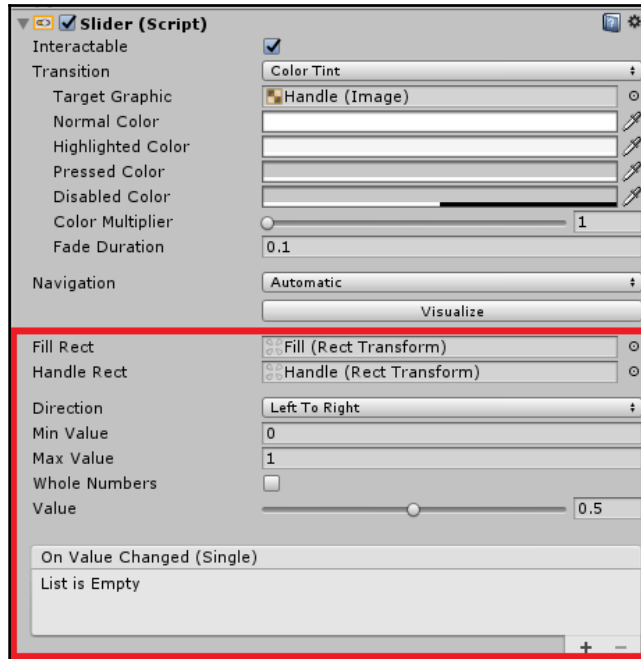 Slider (Script)
Interactable
Transition Color Tint
Target Graphic Handle (Image)
Normal Color
Highlighted Color
Pressed Color
Disabled Color
Color Multiplier 1
Fade Duration 0.1
Navigation Automatic
Visualize
Fill Rect Fill (Rect Transform)
Handle Rect Handle (Rect Transform)
Direction Left To Right
Min Value 0
Max Value 1
Whole Numbers
Value 0.5
On Value Changed (Single)
List is Empty
+ −